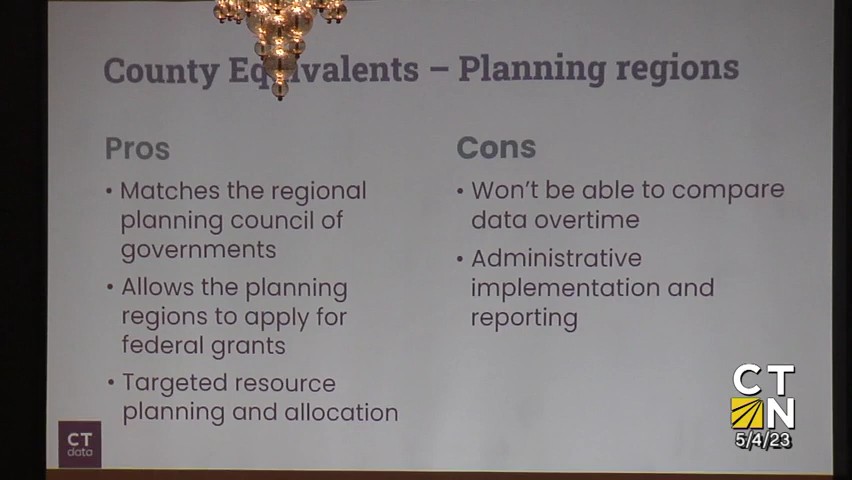 County Equivalents – Planning regions
Pros
• Matches the regional
planning council of
governments
• Allows the planning
regions to apply for
federal grants
• Targeted resource
planning and allocation
Cons
• Won't be able to compare
data overtime
• Administrative
implementation and
reporting
CT
data
CT
N
5/4/23